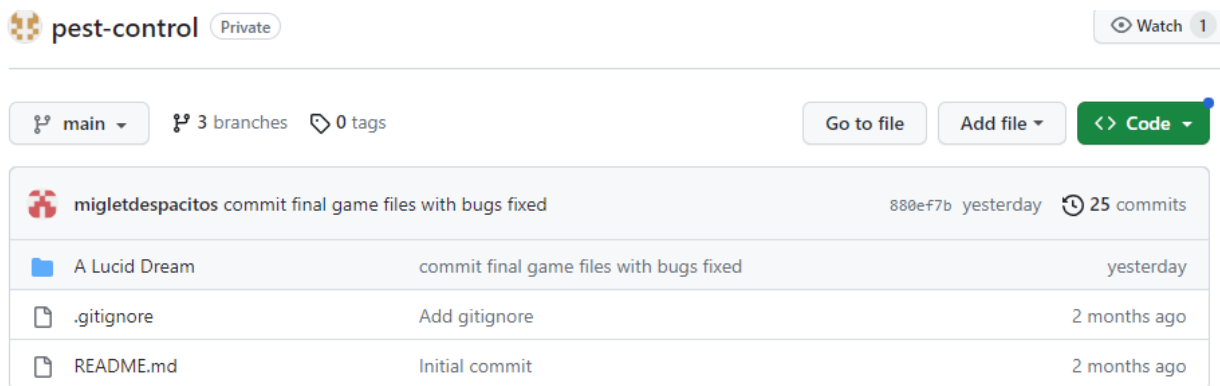 pest-control Private Watch 1
main 3 branches 0 tags Go to file Add file <> Code
migletdespacitos commit final game files with bugs fixed 880ef7b yesterday 25 commits
A Lucid Dream commit final game files with bugs fixed yesterday
.gitignore Add gitignore 2 months ago
README.md Initial commit 2 months ago